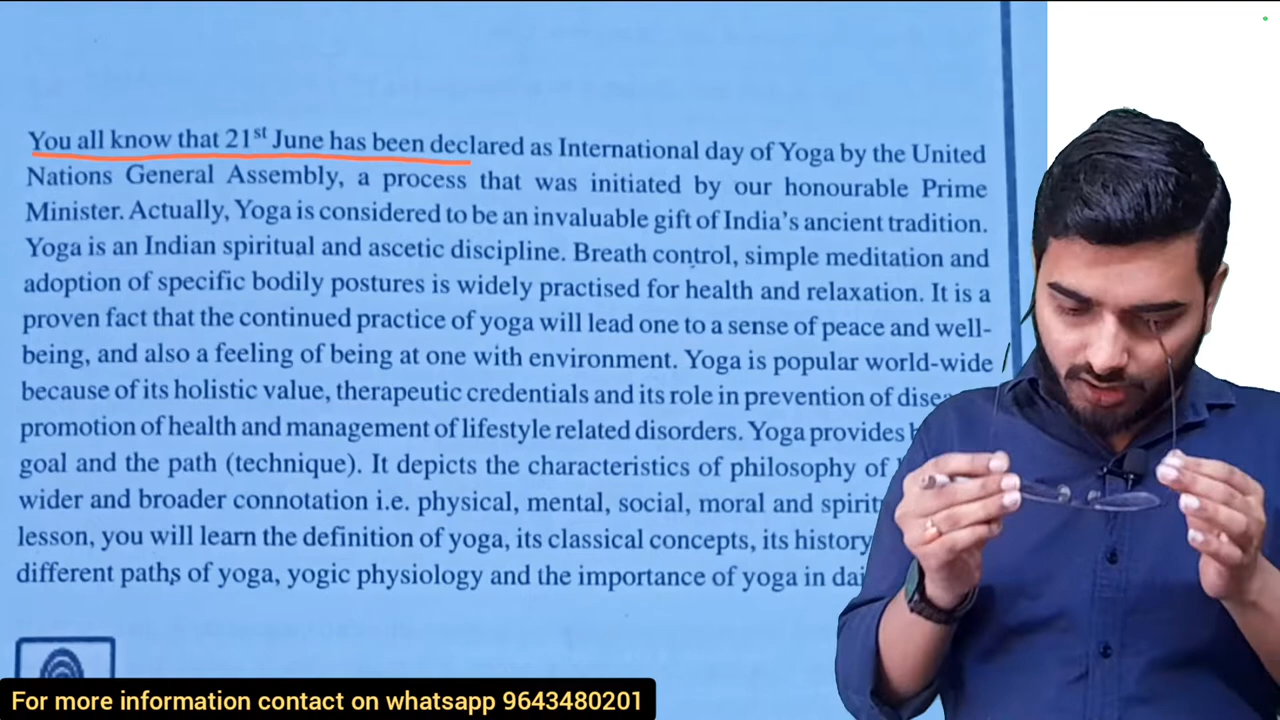 You all know that 21st June has been declared as International day of Yoga by the United
Nations General Assembly, a process that was initiated by our honourable Prime
Minister. Actually, Yoga is considered to be an invaluable gift of India's ancient tradition.
Yoga is an Indian spiritual and ascetic discipline. Breath control, simple meditation and
adoption of specific bodily postures is widely practised for health and relaxation. It is a
proven fact that the continued practice of yoga will lead one to a sense of peace and well-
being, and also a feeling of being at one with environment. Yoga is popular world-wide
because of its holistic value, therapeutic credentials and its role in prevention of
promotion of health and management of lifestyle related disorders. Yoga provides
goal and the path (technique). It depicts the characteristics of philosophy of
wider and broader connotation i.e. physical, mental, social, moral and
lesson, you will learn the definition of yoga, its classical concepts, its history
different paths of yoga, yogic physiology and the importance of yoga in
For more information contact on whatsapp 9643480201